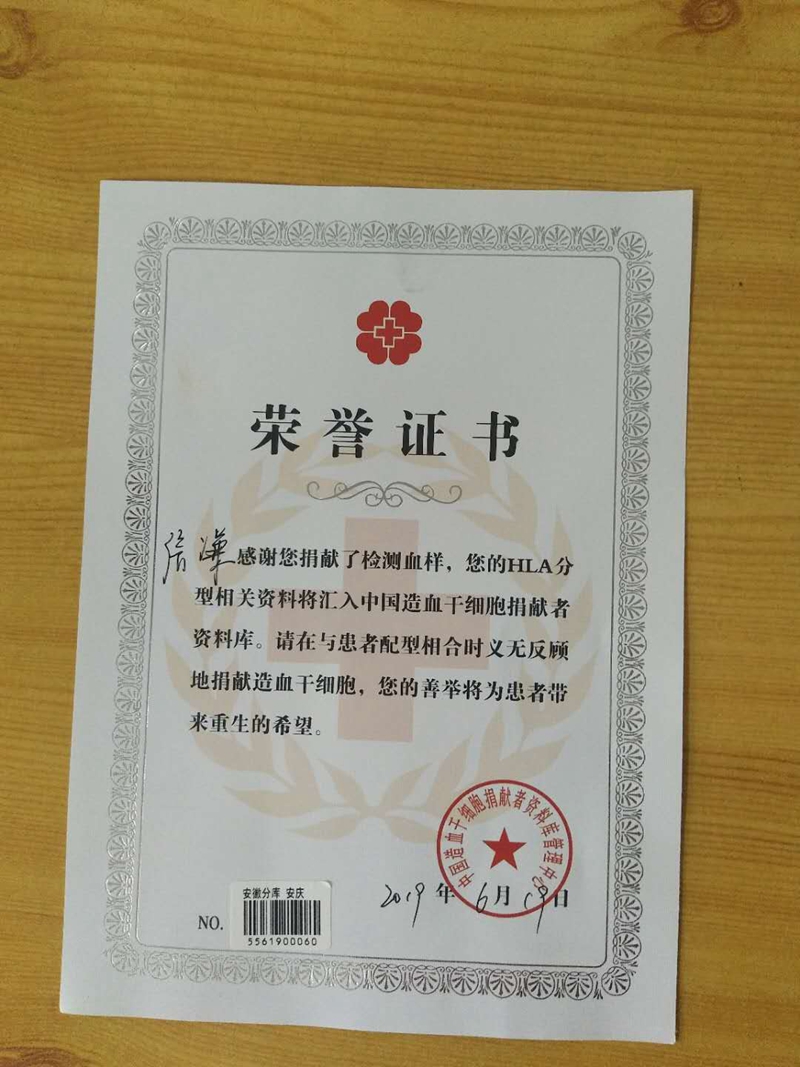 荣誉证书
感谢您捐献了检测血样，您的HLA分
型相关资料将汇入中国造血干细胞捐献者
资料库。请在与患者配型相合时义无反顾
地捐献造血干细胞，您的善举将为患者带
来重生的希望。
中国造血干细胞捐献者资料库管理中心
2019年6月19日
安徽分库 安庆
NO.
5561900060